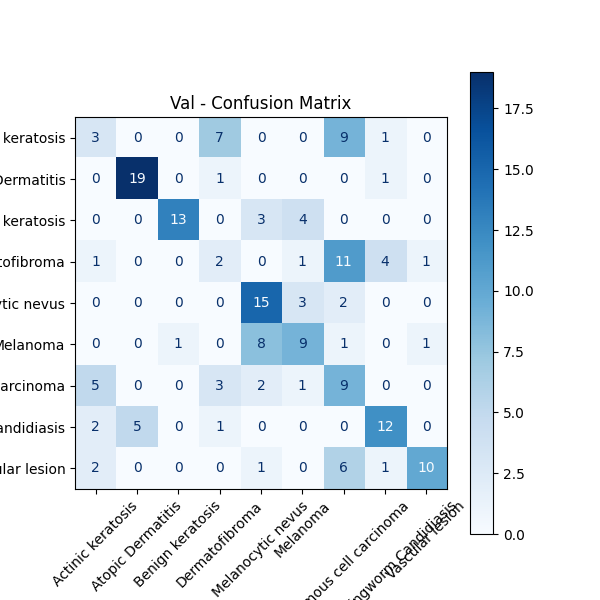 Val - Confusion Matrix
keratosis 3 0 0 7 0 0 9 1 0
Dermatitis 0 19 0 1 0 0 0 1 0
keratosis 0 0 13 0 3 4 0 0 0
tofibroma 1 0 0 2 0 1 11 4 1
tic nevus 0 0 0 0 15 3 2 0 0
Melanoma 0 0 1 0 8 9 1 0 1
arcinoma 5 0 0 3 2 1 9 0 0
andidiasis 2 5 0 1 0 0 0 12 0
ular lesion 2 0 0 0 1 0 6 1 10
Actinic keratosis
Atopic Dermatitis
Benign keratosis
Dermatofibroma
Melanocytic nevus
Melanoma
mous cell carcinoma
ngworm Candidiasis
Vascular lesion
17.5
15.0
12.5
10.0
7.5
5.0
2.5
0.0